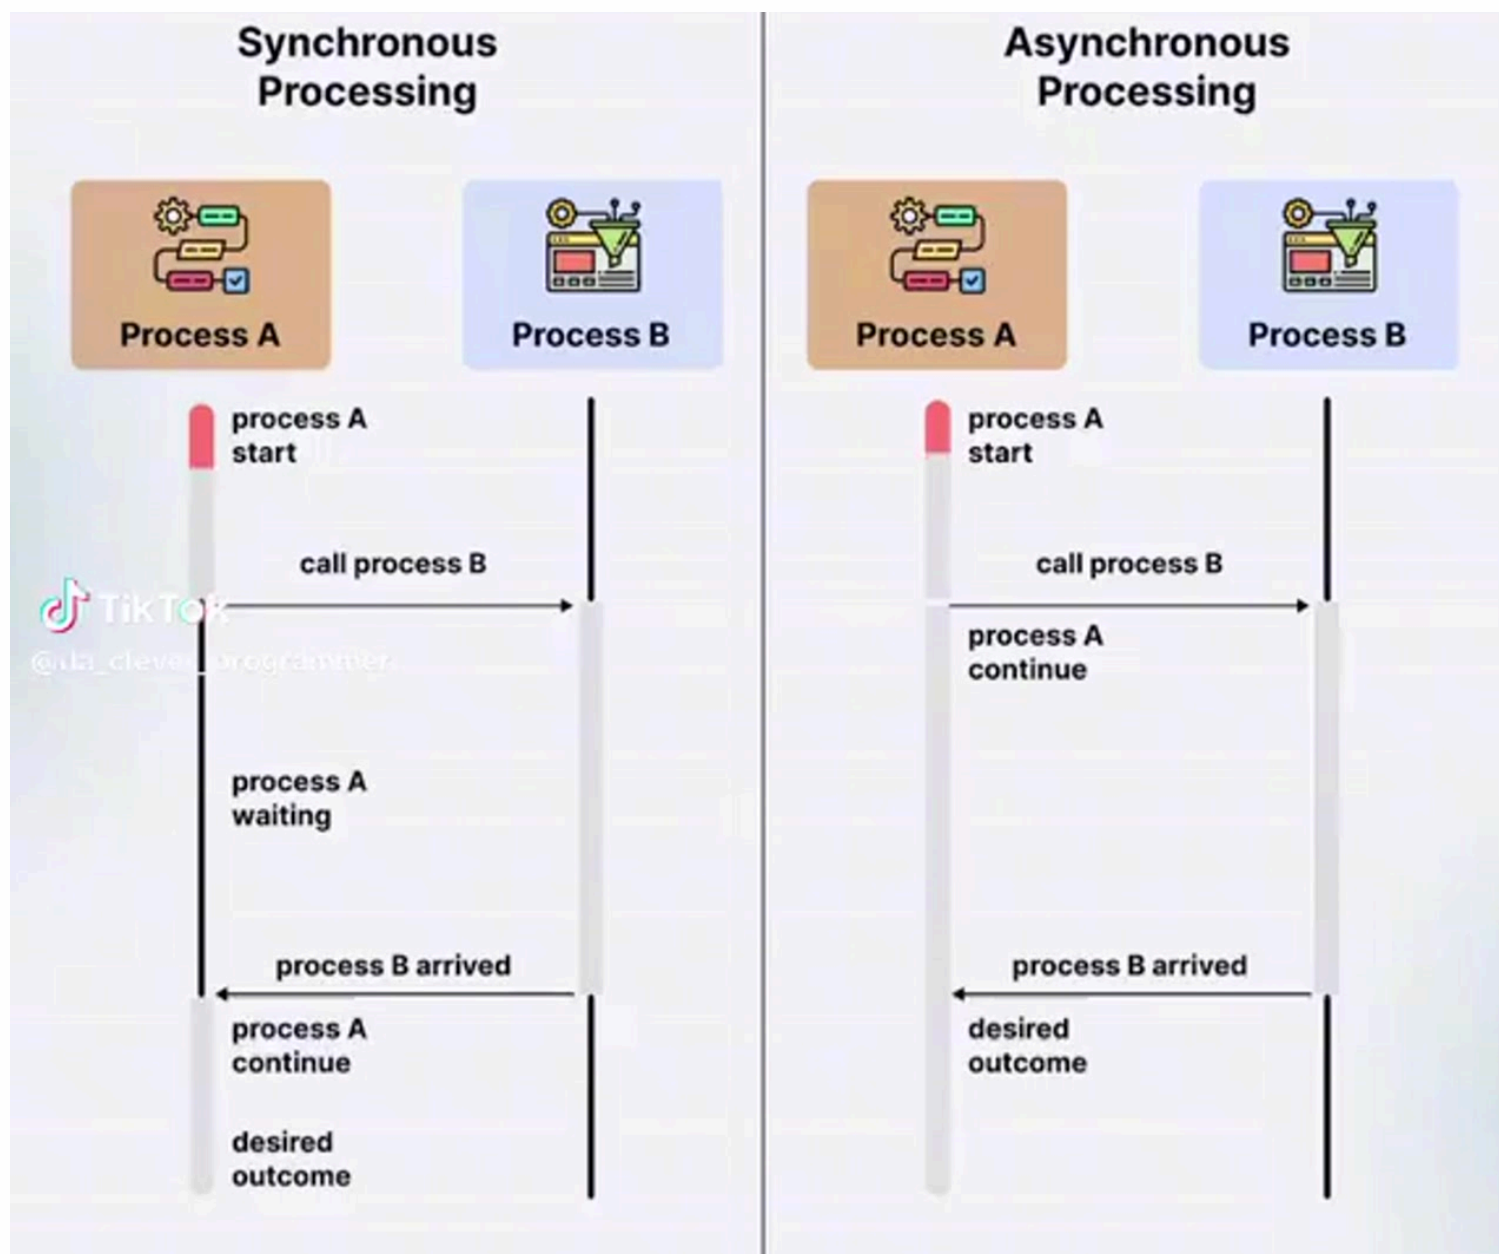 Synchronous
Processing
Process A
Process B
process A
start
call process B
TikTok
@da_clever_programmer
process A
waiting
process B arrived
process A
continue
desired
outcome
Asynchronous
Processing
Process A
Process B
process A
start
call process B
process A
continue
process B arrived
desired
outcome